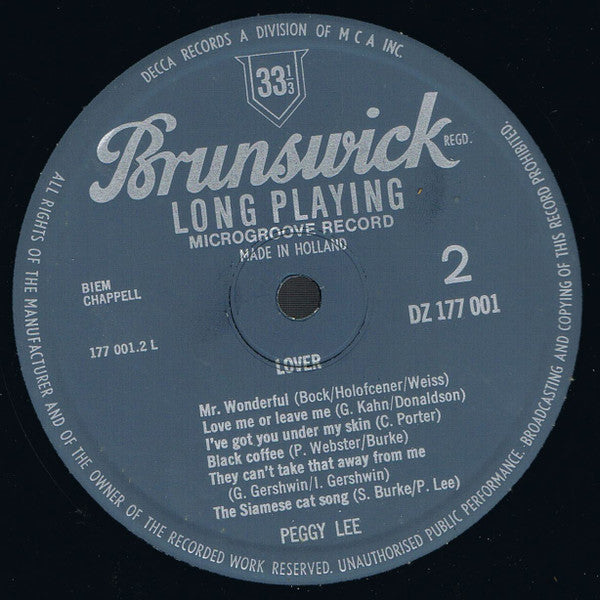 DECCA RECORDS A DIVISION OF M C A INC.
33 1/3
Brunswick REGD.
LONG PLAYING
MICROGROOVE RECORD
MADE IN HOLLAND
BIEM
CHAPPELL
2
177 001.2 L
DZ 177 001
LOVER
Mr. Wonderful (Bock/Holofcener/Weiss)
Love me or leave me (G. Kahn/Donaldson)
I've got you under my skin (C. Porter)
Black coffee (P. Webster/Burke)
They can't take that away from me
(G. Gershwin/I. Gershwin)
The Siamese cat song (S. Burke/P. Lee)
PEGGY LEE
ALL RIGHTS OF THE MANUFACTURER AND OF THE OWNER OF THE RECORDED WORK RESERVED. UNAUTHORISED PUBLIC PERFORMANCE. BROADCASTING AND COPYING OF THIS RECORD PROHIBITED.